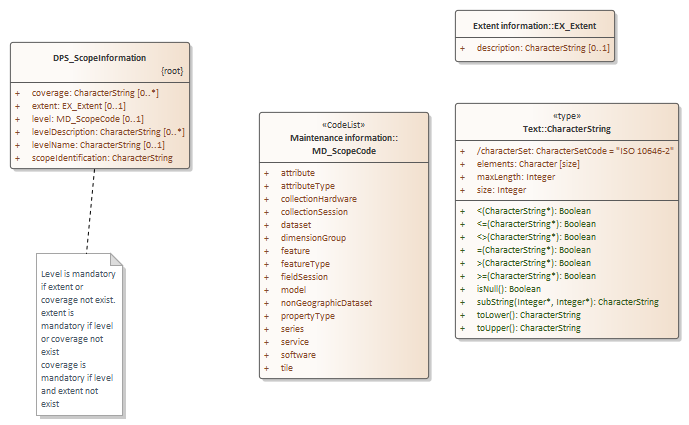 DPS_ScopeInformation
{root}
+ coverage: CharacterString [0..*]
+ extent: EX_Extent [0..1]
+ level: MD_ScopeCode [0..1]
+ levelDescription: CharacterString [0..*]
+ levelName: CharacterString [0..1]
+ scopeIdentification: CharacterString
Level is mandatory
if extent or
coverage not exist.
extent is
mandatory if level
or coverage not
exist
coverage is
mandatory if level
and extent not
exist
«CodeList»
Maintenance information::
MD_ScopeCode
+ attribute
+ attributeType
+ collectionHardware
+ collectionSession
+ dataset
+ dimensionGroup
+ feature
+ featureType
+ fieldSession
+ model
+ nonGeographicDataset
+ propertyType
+ series
+ service
+ software
+ tile
Extent information::EX_Extent
+ description: CharacterString [0..1]
«type»
Text::CharacterString
+ /characterSet: CharacterSetCode = "ISO 10646-2"
+ elements: Character [size]
+ maxLength: Integer
+ size: Integer
+ <(CharacterString*): Boolean
+ <=(CharacterString*): Boolean
+ <>(CharacterString*): Boolean
+ =(CharacterString*): Boolean
+ >(CharacterString*): Boolean
+ >=(CharacterString*): Boolean
+ isNull(): Boolean
+ subString(Integer*, Integer*): CharacterString
+ toLower(): CharacterString
+ toUpper(): CharacterString